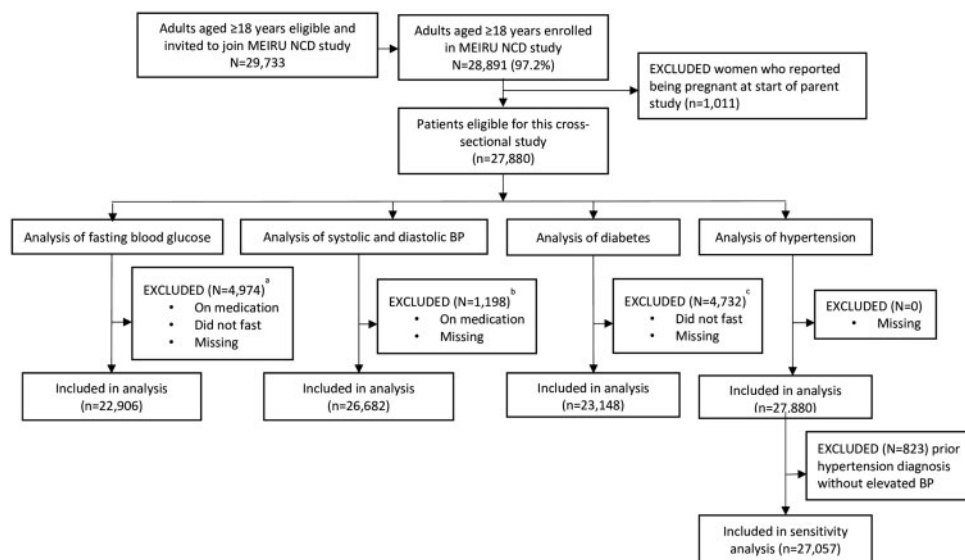 Adults aged ≥18 years eligible and
invited to join MEIRU NCD study
N=29,733
Adults aged ≥18 years enrolled
in MEIRU NCD study
N=28,891 (97.2%)
EXCLUDED women who reported
being pregnant at start of parent
study (n=1,011)
Patients eligible for this cross-
sectional study
(n=27,880)
Analysis of fasting blood glucose
Analysis of systolic and diastolic BP
Analysis of diabetes
Analysis of hypertension
EXCLUDED (N=4,974) a
• On medication
• Did not fast
• Missing
EXCLUDED (N=1,198) b
• On medication
• Missing
EXCLUDED (N=4,732) c
• Did not fast
• Missing
EXCLUDED (N=0)
• Missing
Included in analysis
(n=22,906)
Included in analysis
(n=26,682)
Included in analysis
(n=23,148)
Included in analysis
(n=27,880)
EXCLUDED (N=823) prior
hypertension diagnosis
without elevated BP
Included in sensitivity
analysis (n=27,057)